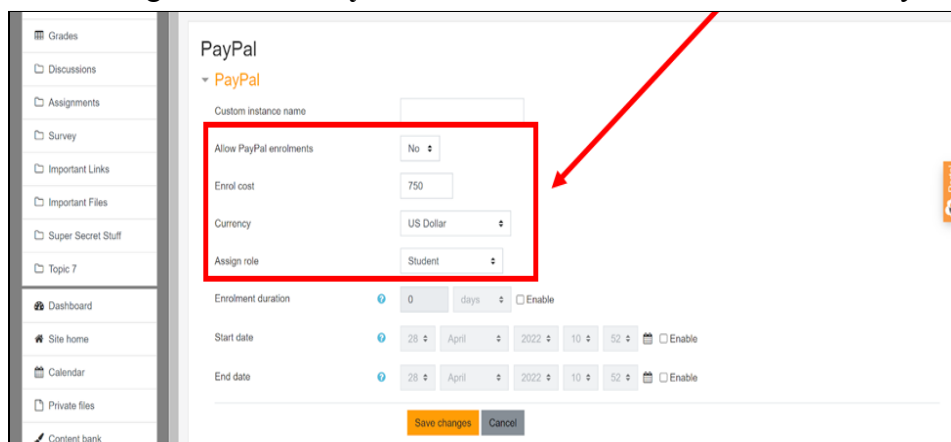 Grades
Discussions
Assignments
Survey
Important Links
Important Files
Super Secret Stuff
Topic 7
Dashboard
Site home
Calendar
Private files
Content bank
PayPal
PayPal
Custom instance name
Allow PayPal enrolments No
Enrol cost 750
Currency US Dollar
Assign role Student
Enrolment duration 0 days Enable
Start date 28 April 2022 10 52 Enable
End date 28 April 2022 10 52 Enable
Save changes Cancel